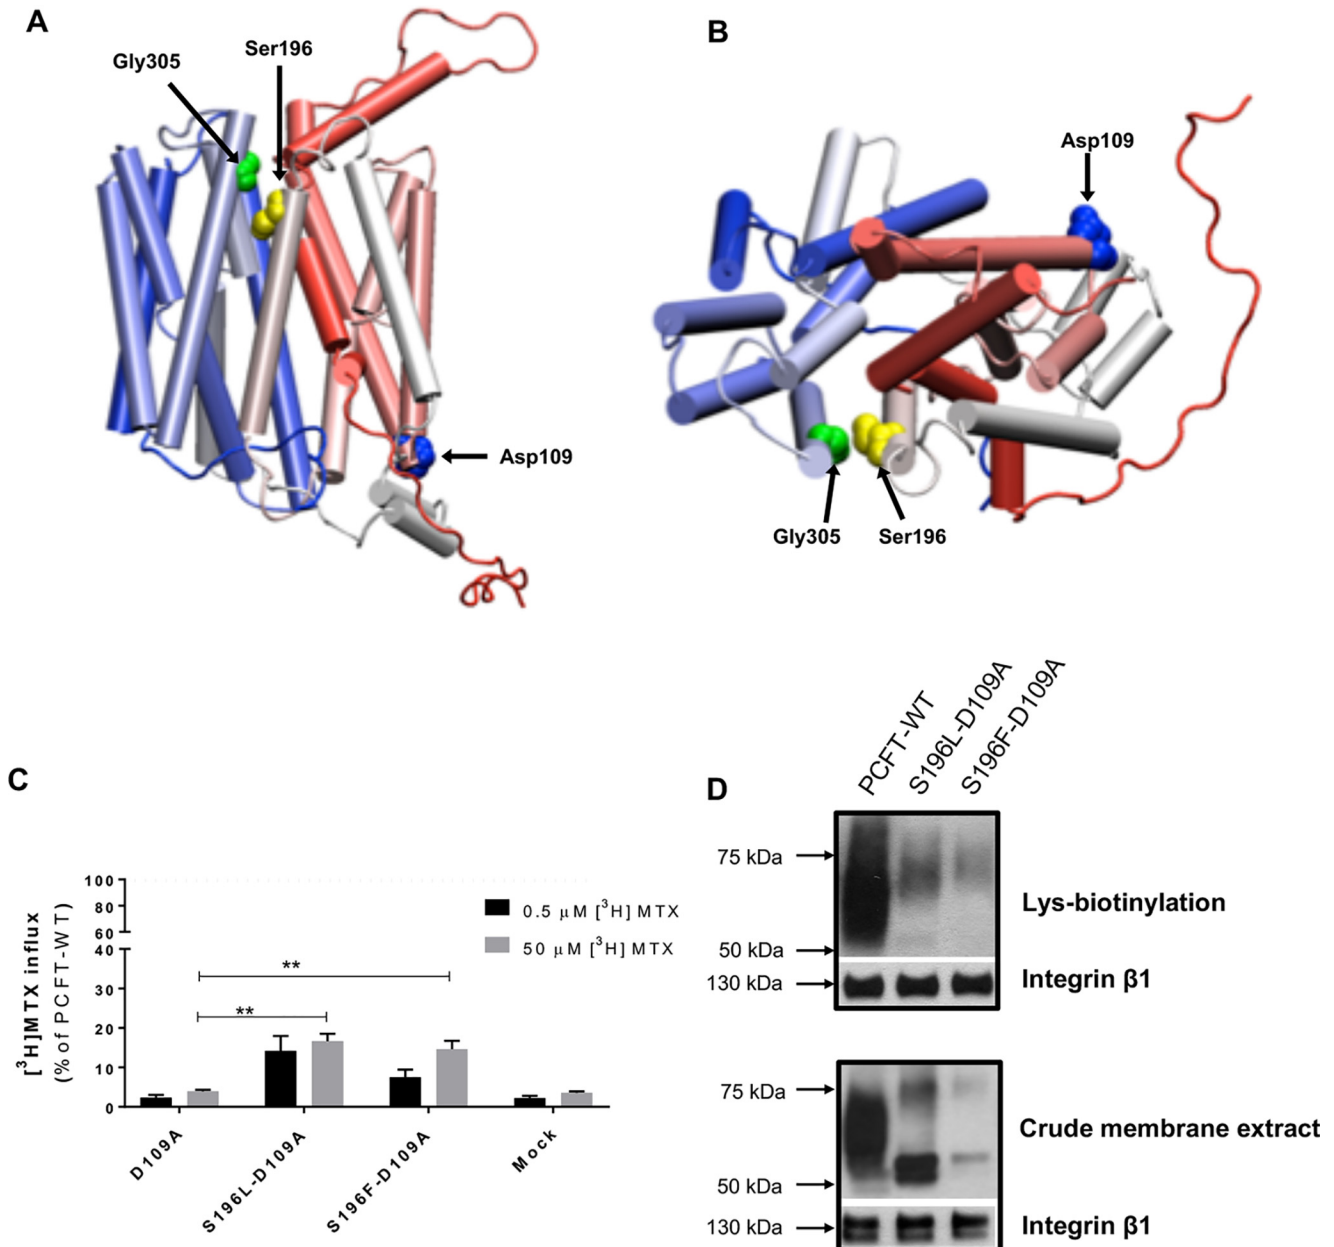 A
Gly305
Ser196
Asp109
B
Asp109
Gly305
Ser196
C
[³H]MTX influx
(% of PCFT-WT)
100
80
60
40
30
20
10
0
0.5 µM [³H] MTX
50 µM [³H] MTX
**
**
D109A
S196L-D109A
S196F-D109A
Mock
D
PCFT-WT
S196L-D109A
S196F-D109A
75 kDa
50 kDa
130 kDa
Lys-biotinylation
Integrin β1
75 kDa
50 kDa
130 kDa
Crude membrane extract
Integrin β1